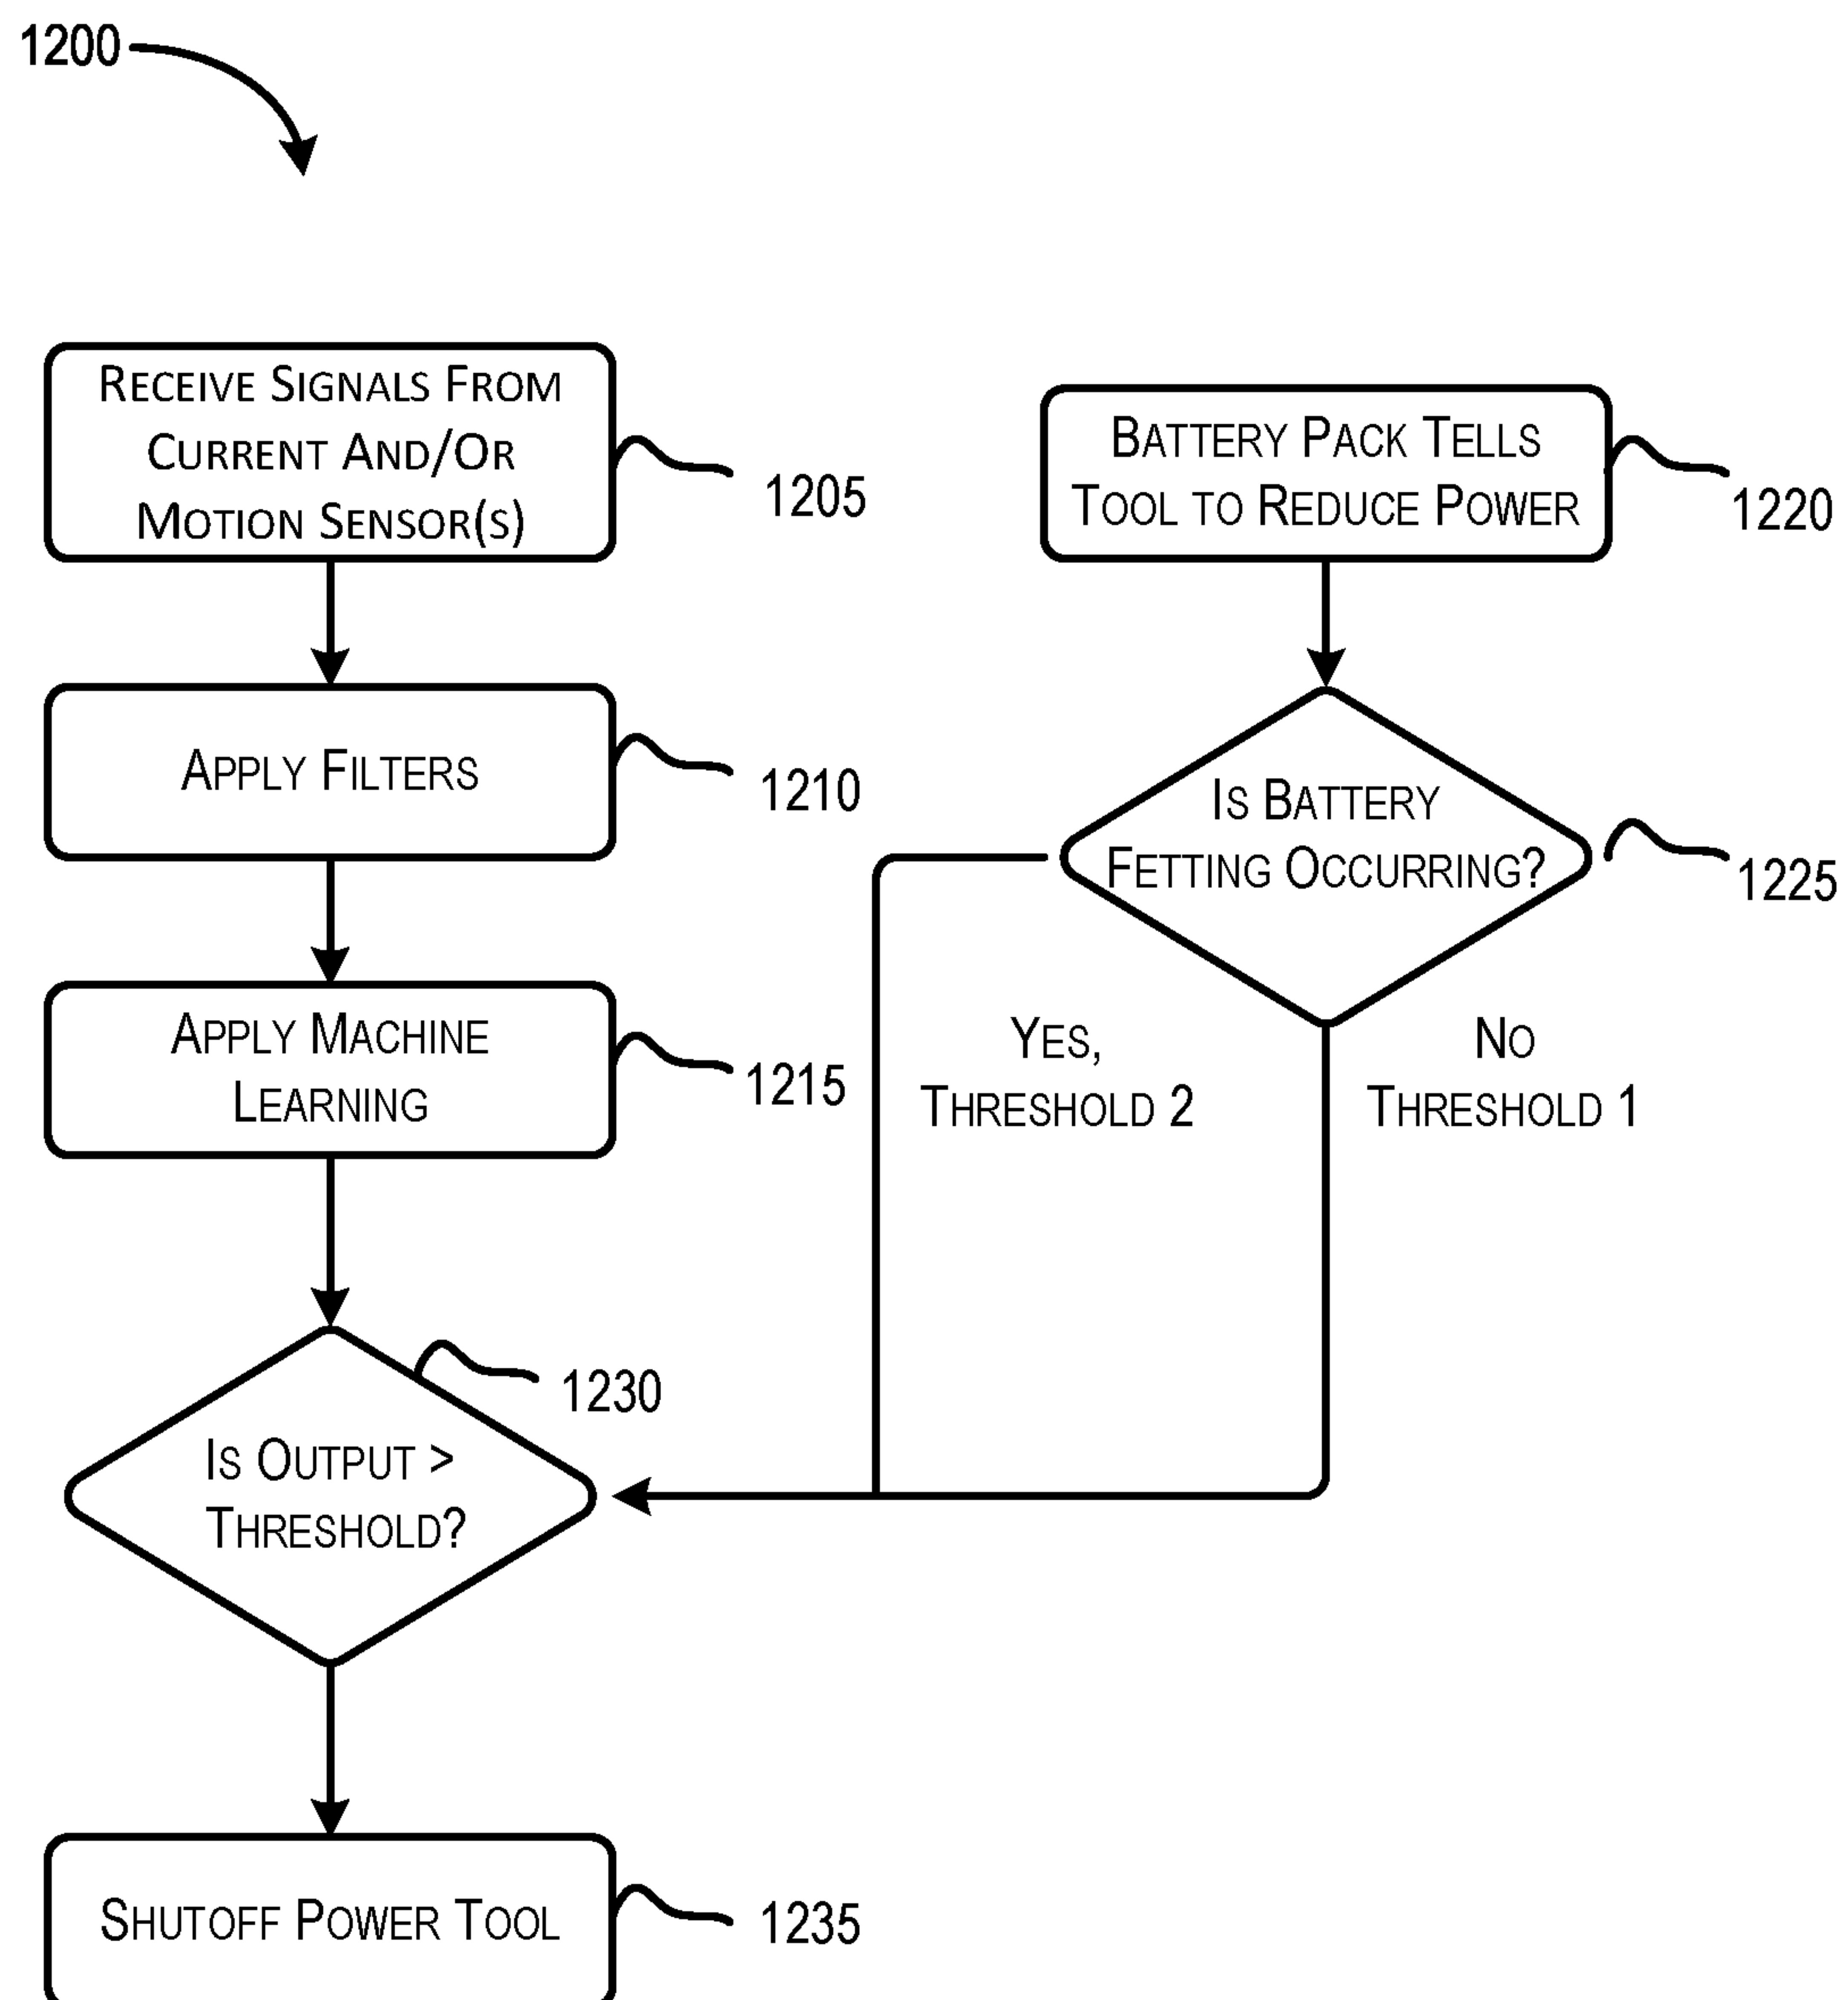 1200
RECEIVE SIGNALS FROM
CURRENT AND/OR
MOTION SENSOR(S)
1205
BATTERY PACK TELLS
TOOL TO REDUCE POWER
1220
APPLY FILTERS
1210
IS BATTERY
FETTING OCCURRING?
1225
APPLY MACHINE
LEARNING
1215
YES,
THRESHOLD 2
NO
THRESHOLD 1
1230
IS OUTPUT >
THRESHOLD?
SHUTOFF POWER TOOL
1235